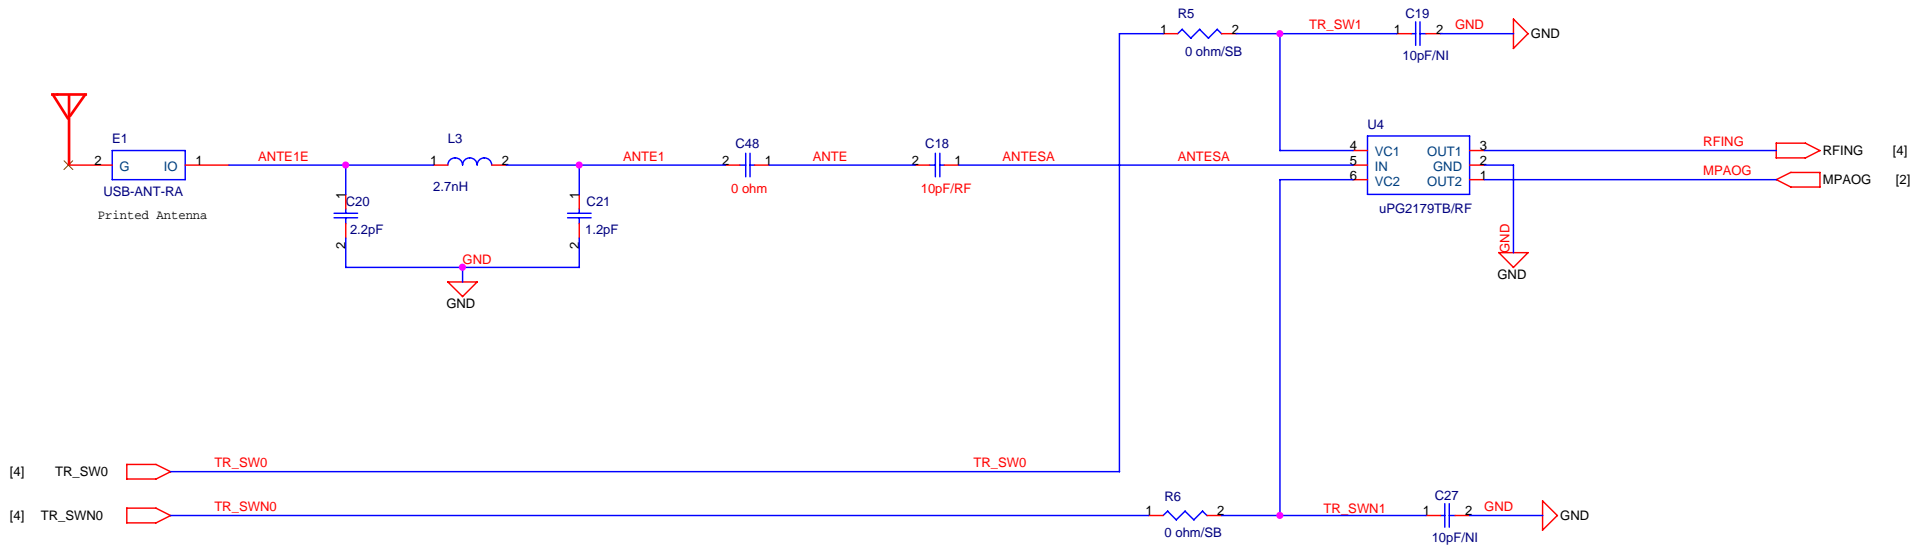 R5
1 2 TR_SW1
0 ohm/SB
C19
1 2 GND
10pF/NI
GND
E1
2 G IO 1
USB-ANT-RA
Printed Antenna
ANTE1E
L3
1 2
2.7nH
ANTE1
C48
2 1
0 ohm
ANTE
C18
2 1
10pF/RF
ANTESA
ANTESA
U4
4 VC1 OUT1 3
5 IN GND 2
6 VC2 OUT2 1
uPG2179TB/RF
RFING
RFING [4]
MPAOG
MPAOG [2]
1
C20
2.2pF
2
1
C21
1.2pF
2
GND
GND
GND
GND
[4] TR_SW0
TR_SW0
TR_SW0
[4] TR_SWN0
TR_SWN0
R6
1 2
0 ohm/SB
TR_SWN1
C27
1 2 GND
10pF/NI
GND